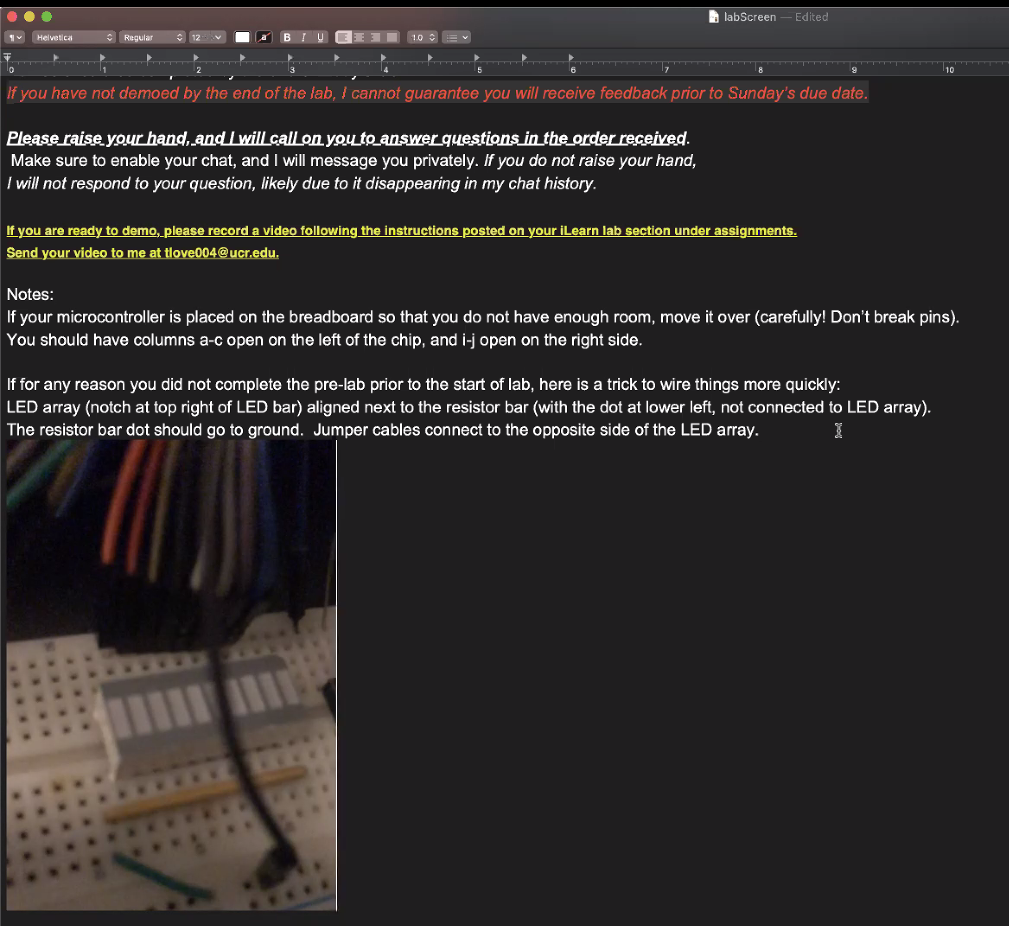 labScreen — Edited
¶ Helvetica Regular 12 a B I U 1.0
0 1 2 3 4 5 6 7 8 9 10
If you have not demoed by the end of the lab, I cannot guarantee you will receive feedback prior to Sunday's due date.
Please raise your hand, and I will call on you to answer questions in the order received.
Make sure to enable your chat, and I will message you privately. If you do not raise your hand,
I will not respond to your question, likely due to it disappearing in my chat history.
If you are ready to demo, please record a video following the instructions posted on your iLearn lab section under assignments.
Send your video to me at tlove004@ucr.edu.
Notes:
If your microcontroller is placed on the breadboard so that you do not have enough room, move it over (carefully! Don't break pins).
You should have columns a-c open on the left of the chip, and i-j open on the right side.
If for any reason you did not complete the pre-lab prior to the start of lab, here is a trick to wire things more quickly:
LED array (notch at top right of LED bar) aligned next to the resistor bar (with the dot at lower left, not connected to LED array).
The resistor bar dot should go to ground.  Jumper cables connect to the opposite side of the LED array.